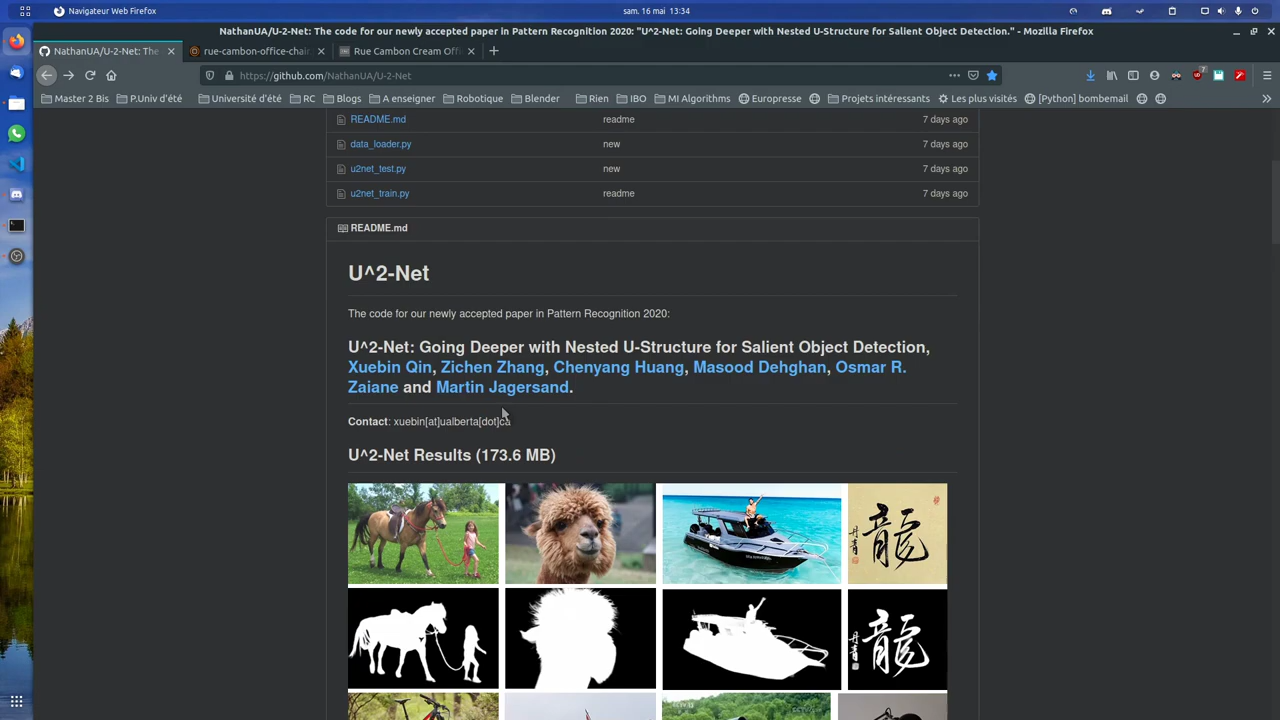 Navigateur Web Firefox
sam. 16 mai 13:34
NathanUA/U-2-Net: The code for our newly accepted paper in Pattern Recognition 2020: "U^2-Net: Going Deeper with Nested U-Structure for Salient Object Detection." - Mozilla Firefox
NathanUA/U-2-Net: The
rue-cambon-office-chair
Rue Cambon Cream Offi
https://github.com/NathanUA/U-2-Net
Master 2 Bis
P.Univ d'été
Université d'été
RC
Blogs
A enseigner
Robotique
Blender
Rien
IBO
MI Algorithms
Europresse
Projets intéressants
Les plus visités
[Python] bombemail
README.md readme 7 days ago
data_loader.py new 7 days ago
u2net_test.py new 7 days ago
u2net_train.py readme 7 days ago
README.md
U^2-Net
The code for our newly accepted paper in Pattern Recognition 2020:
U^2-Net: Going Deeper with Nested U-Structure for Salient Object Detection,
Xuebin Qin, Zichen Zhang, Chenyang Huang, Masood Dehghan, Osmar R.
Zaiane and Martin Jagersand.
Contact: xuebin[at]ualberta[dot]ca
U^2-Net Results (173.6 MB)
龍
龍